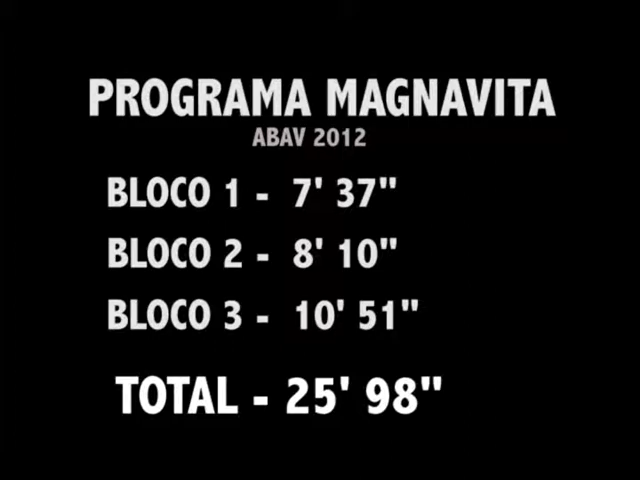 PROGRAMA MAGNAVITA
ABAV 2012
BLOCO 1 - 7' 37"
BLOCO 2 - 8' 10"
BLOCO 3 - 10' 51"
TOTAL - 25' 98"